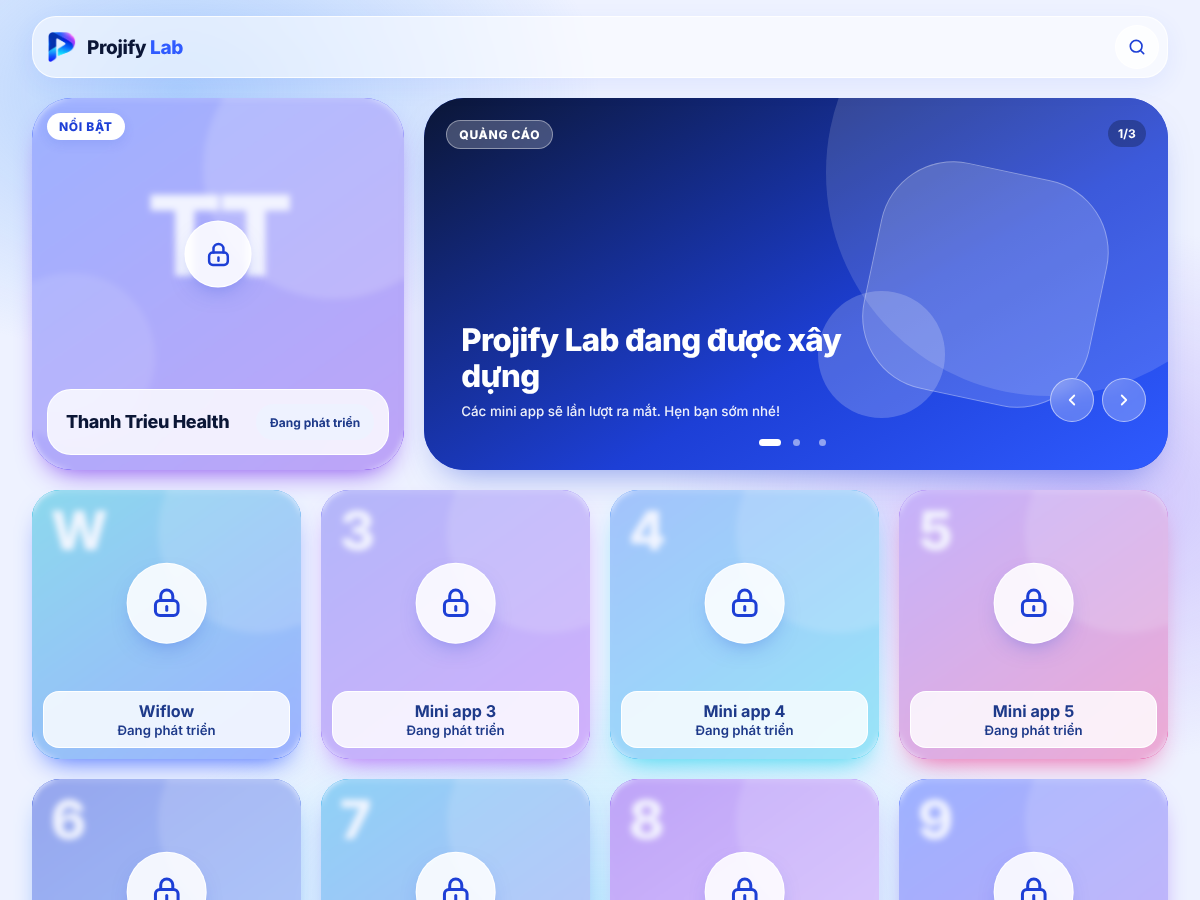 Projify Lab
NỔI BẬT
TT
Thanh Trieu Health
Đang phát triển
QUẢNG CÁO
1/3
Projify Lab đang được xây
dựng
Các mini app sẽ lần lượt ra mắt. Hẹn bạn sớm nhé!
W
Wiflow
Đang phát triển
3
Mini app 3
Đang phát triển
4
Mini app 4
Đang phát triển
5
Mini app 5
Đang phát triển
6
7
8
9